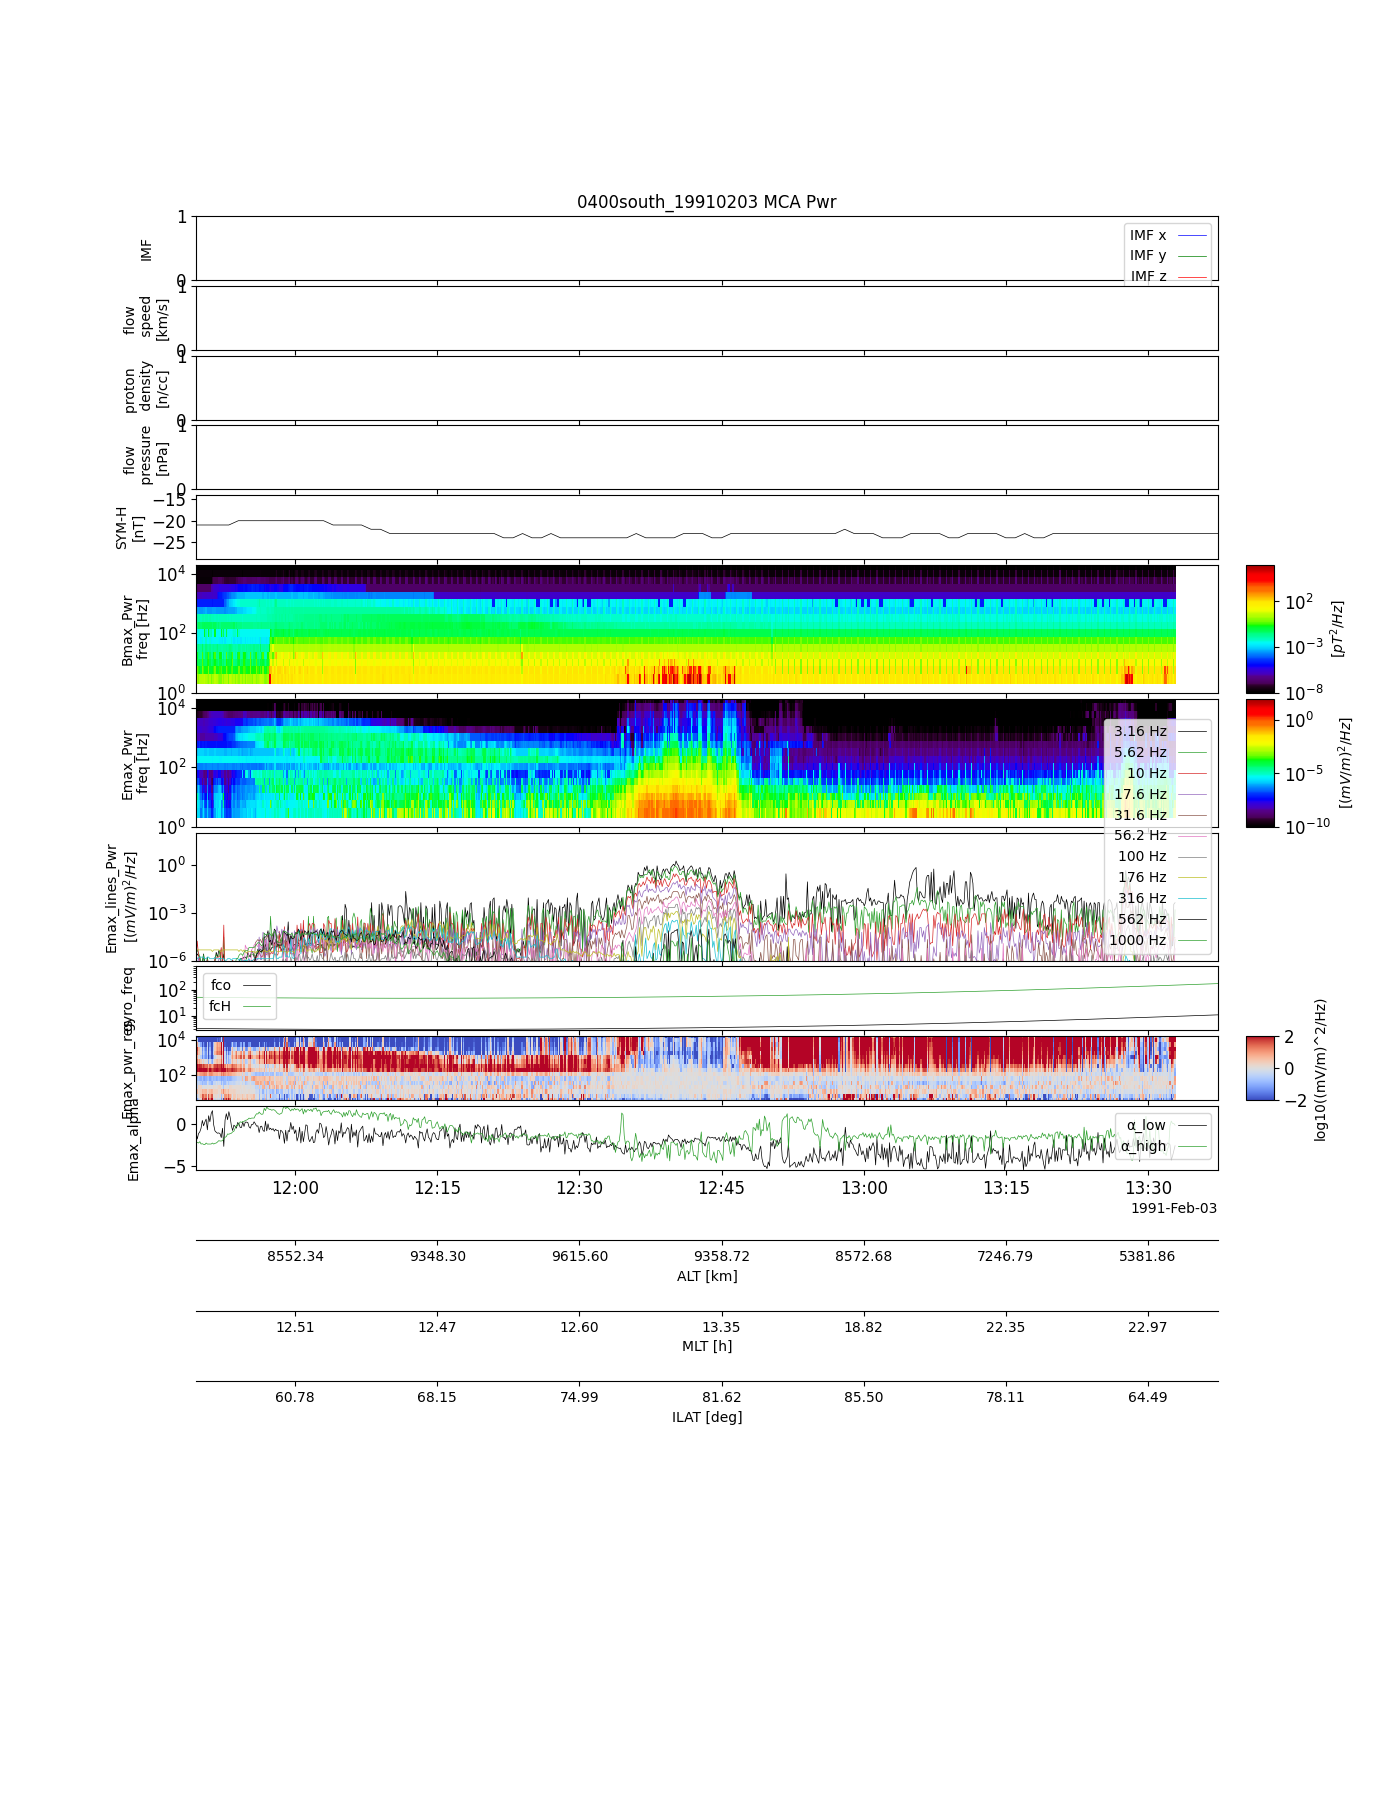 0400south_19910203 MCA Pwr
1
0
IMF
IMF x
IMF y
IMF z
1
0
flow
speed
[km/s]
1
0
proton
density
[n/cc]
1
0
flow
pressure
[nPa]
−15
−20
−25
SYM-H
[nT]
10^4
10^2
10^0
Bmax_Pwr
freq [Hz]
10^2
10^−3
10^−8
[pT^2/Hz]
10^4
10^2
10^0
Emax_Pwr
freq [Hz]
10^0
10^−5
10^−10
[(mV/m)^2/Hz]
3.16 Hz
5.62 Hz
10 Hz
17.6 Hz
31.6 Hz
56.2 Hz
100 Hz
176 Hz
316 Hz
562 Hz
1000 Hz
10^0
10^−3
10^−6
Emax_lines_Pwr
[(mV/m)^2/Hz]
10^2
10^1
gyro_freq
fco
fcH
10^4
10^2
Emax_pwr_reg
2
0
−2
log10((mV/m)^2/Hz)
0
−5
Emax_alpha
α_low
α_high
12:00 12:15 12:30 12:45 13:00 13:15 13:30
1991-Feb-03
8552.34 9348.30 9615.60 9358.72 8572.68 7246.79 5381.86
ALT [km]
12.51 12.47 12.60 13.35 18.82 22.35 22.97
MLT [h]
60.78 68.15 74.99 81.62 85.50 78.11 64.49
ILAT [deg]